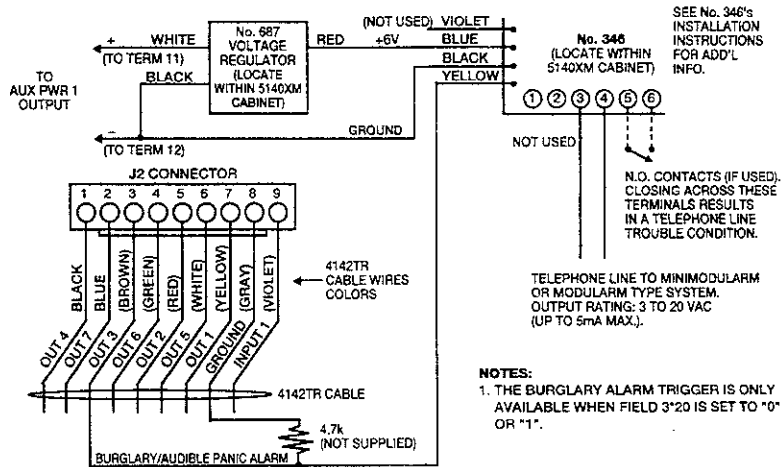 (NOT USED) VIOLET
BLUE
BLACK
YELLOW
No. 346
(LOCATE WITHIN
5140XM CABINET)
1 2 3 4 5 6
SEE No. 346's
INSTALLATION
INSTRUCTIONS
FOR ADD'L
INFO.
TO
AUX PWR 1
OUTPUT
+
WHITE
(TO TERM 11)
BLACK
No. 687
VOLTAGE
REGULATOR
(LOCATE
WITHIN 5140XM
CABINET)
RED
+6V
–
(TO TERM 12)
GROUND
NOT USED
N.O. CONTACTS (IF USED).
CLOSING ACROSS THESE
TERMINALS RESULTS
IN A TELEPHONE LINE
TROUBLE CONDITION.
J2 CONNECTOR
1 2 3 4 5 6 7 8 9
BLACK
BLUE
(BROWN)
(GREEN)
(RED)
(WHITE)
(YELLOW)
(GRAY)
(VIOLET)
4142TR
CABLE WIRES
COLORS
OUT 4
OUT 7
OUT 3
OUT 6
OUT 2
OUT 5
OUT 1
GROUND
INPUT 1
4142TR CABLE
4.7k
(NOT SUPPLIED)
BURGLARY/AUDIBLE PANIC ALARM
TELEPHONE LINE TO MINIMODULARM
OR MODULARM TYPE SYSTEM.
OUTPUT RATING: 3 TO 20 VAC
(UP TO 5mA MAX.).
NOTES:
1. THE BURGLARY ALARM TRIGGER IS ONLY
AVAILABLE WHEN FIELD 3*20 IS SET TO "0"
OR "1".